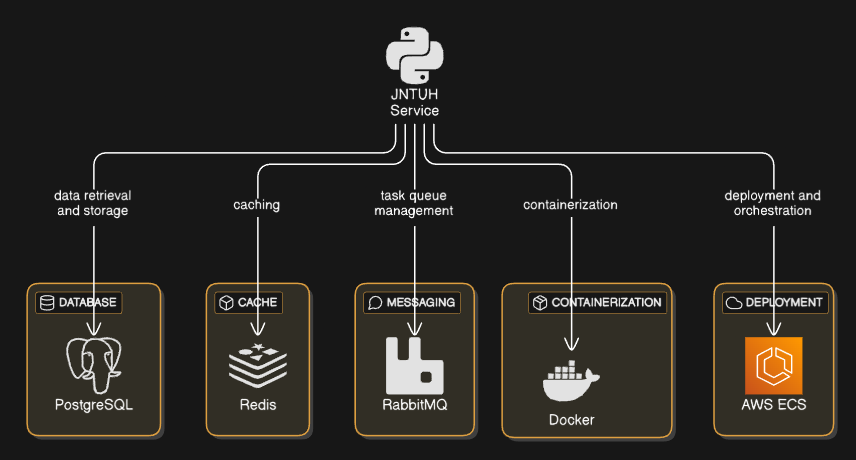 JNTUH
Service
data retrieval
and storage
caching
task queue
management
containerization
deployment and
orchestration
DATABASE
CACHE
MESSAGING
CONTAINERIZATION
DEPLOYMENT
PostgreSQL
Redis
RabbitMQ
Docker
AWS ECS